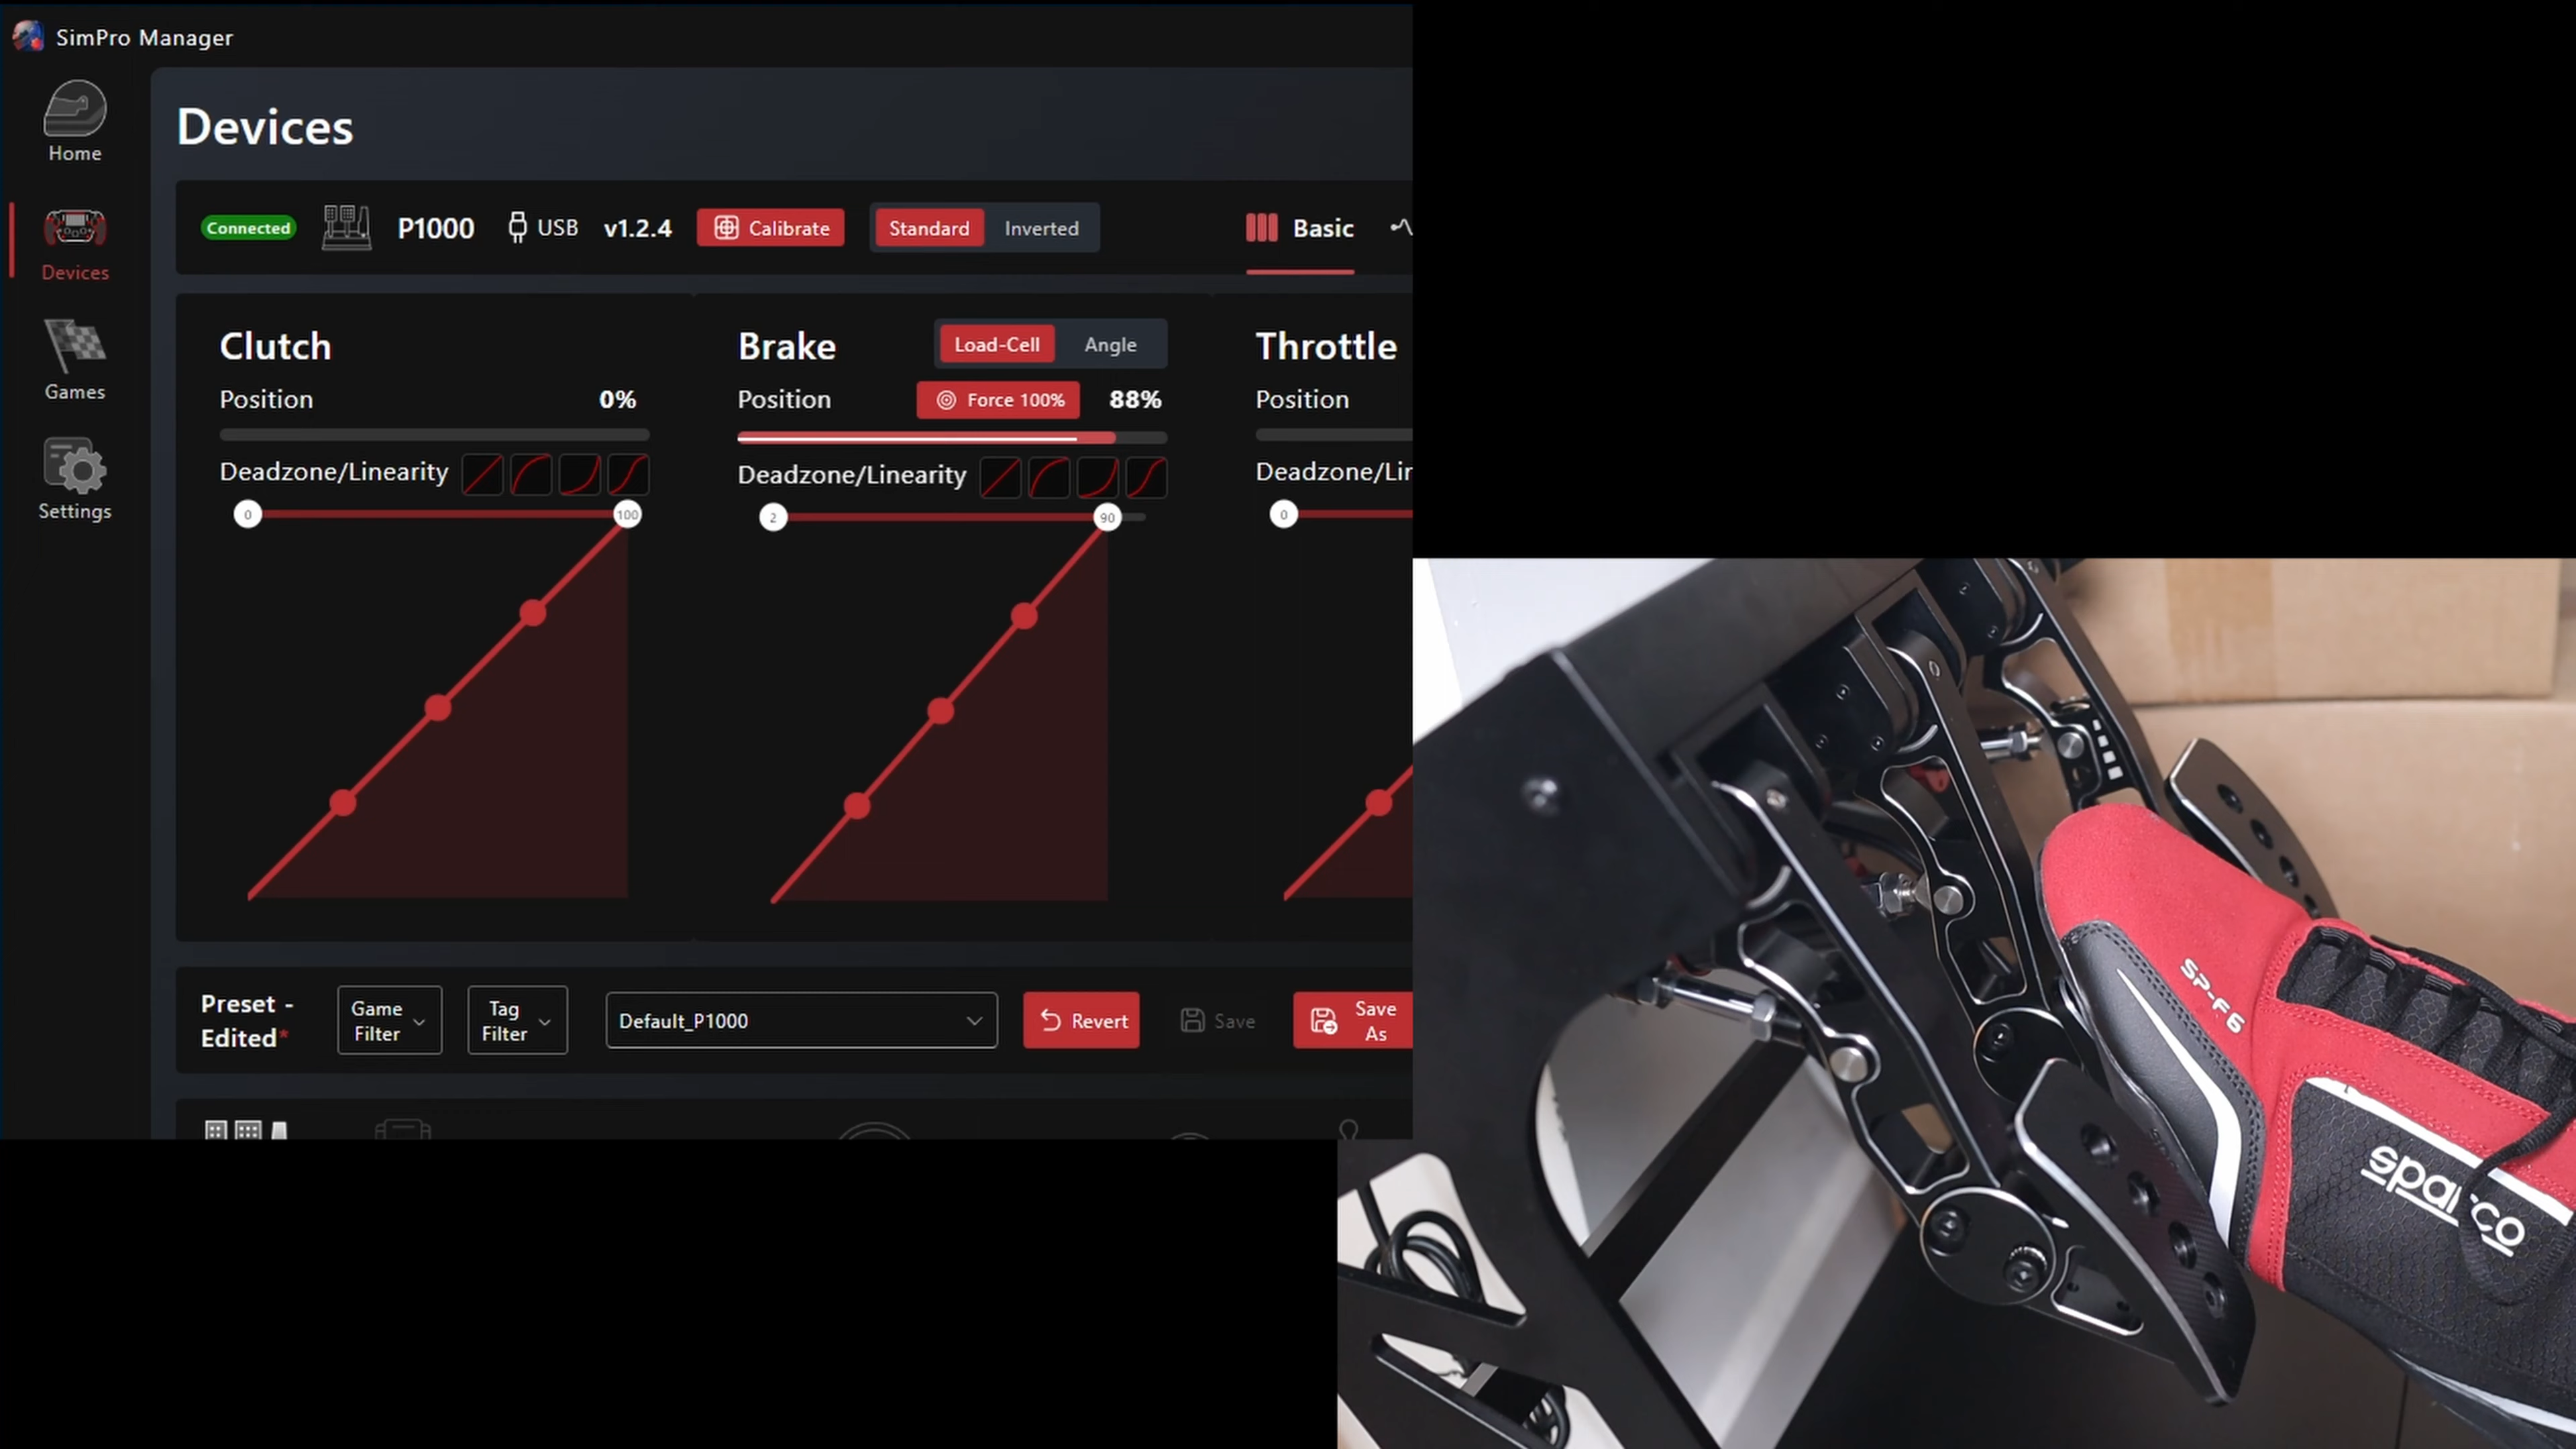 SimPro Manager
Home
Devices
Games
Settings
Devices
Connected P1000 USB v1.2.4 Calibrate Standard Inverted Basic
Clutch
Position 0%
Deadzone/Linearity
0 100
Brake Load-Cell Angle
Position Force 100% 88%
Deadzone/Linearity
2 90
Throttle
Position
Deadzone/Lir
0
Preset -
Edited*
Game
Filter
Tag
Filter
Default_P1000
Revert
Save
Save
As
SP-F6
sparco